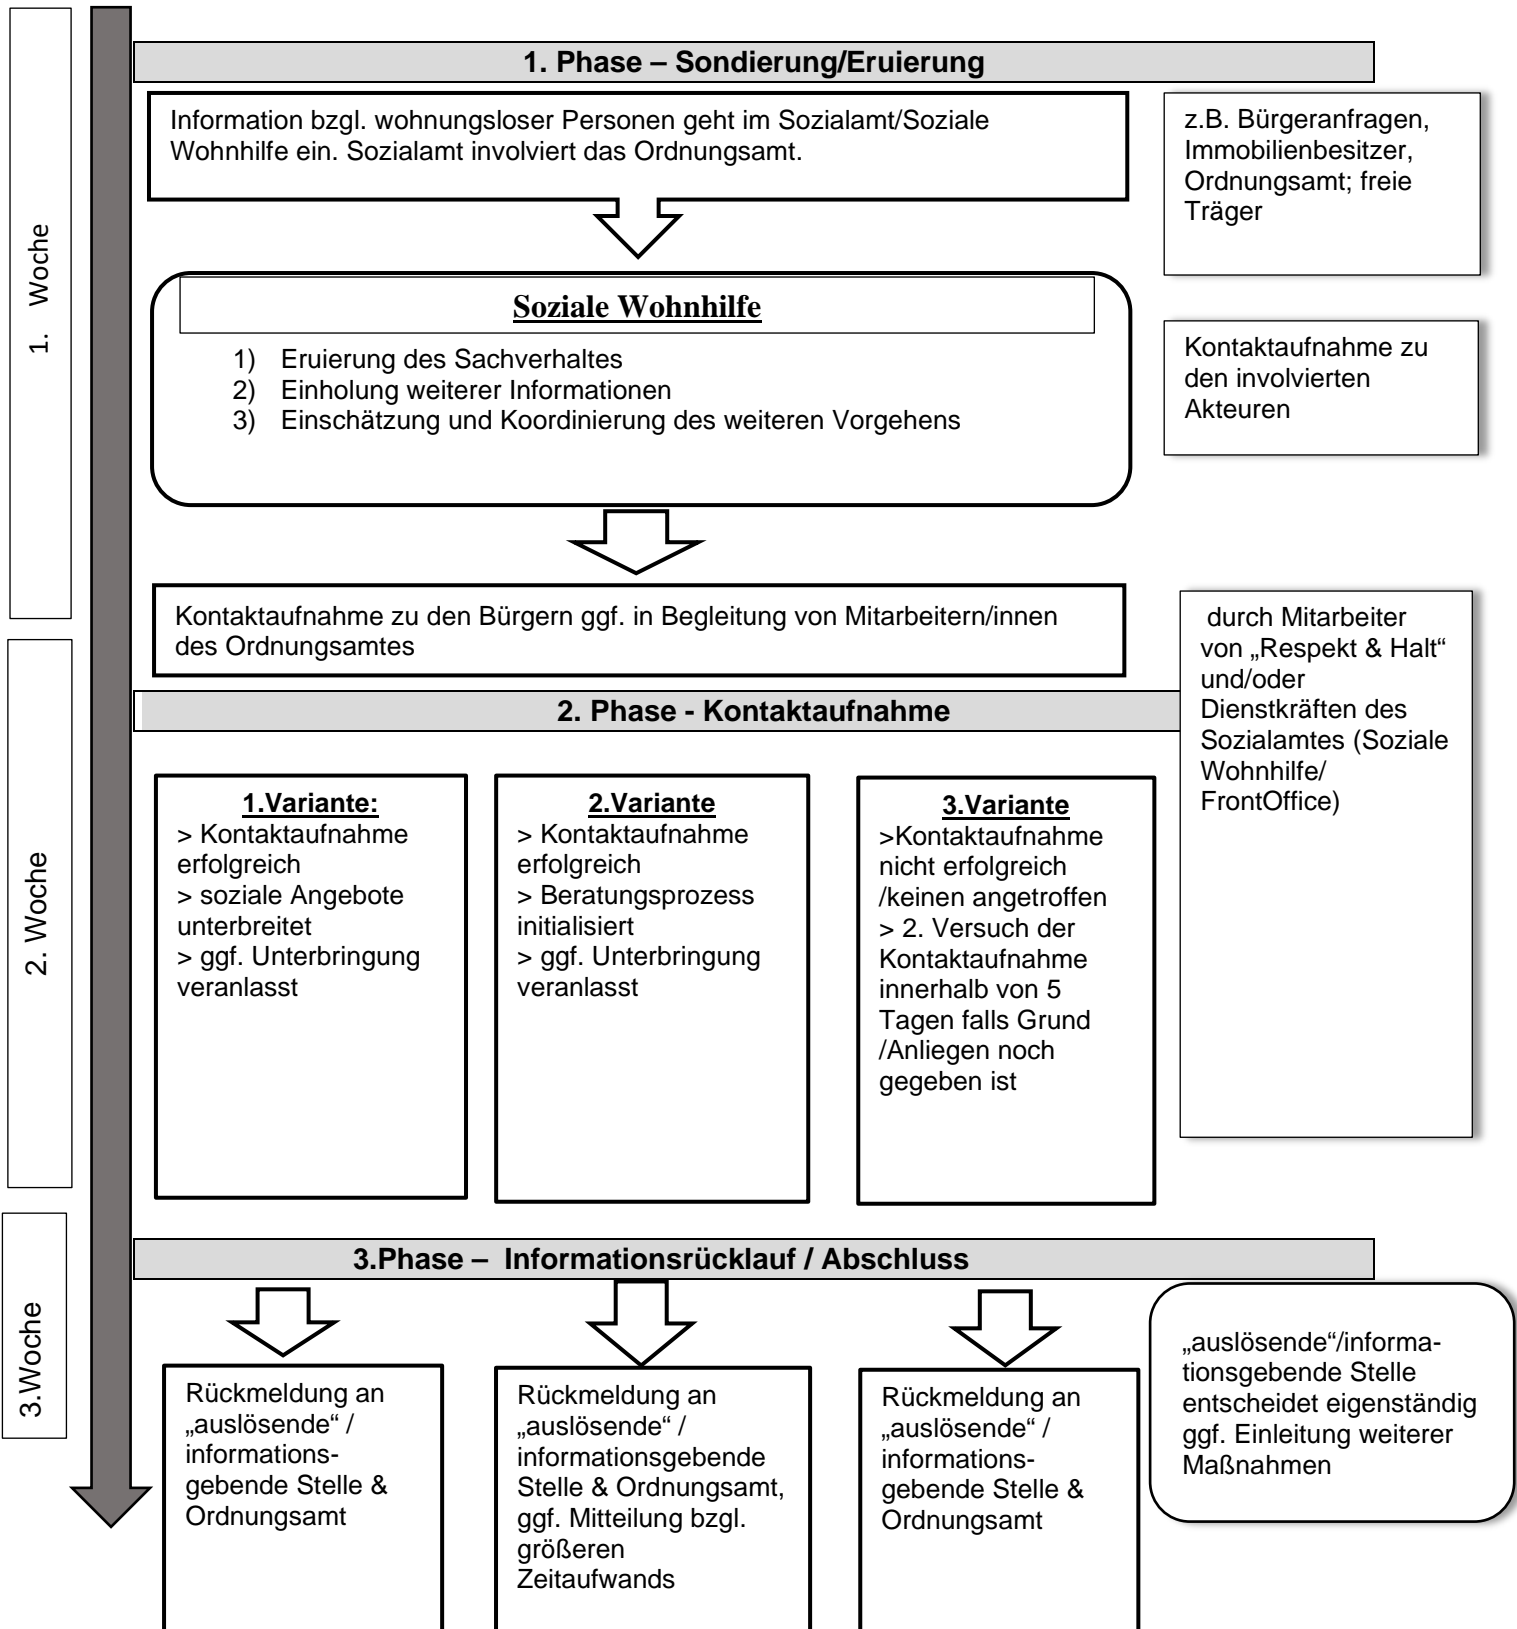 1. Woche
1. Phase – Sondierung/Eruierung
Information bzgl. wohnungsloser Personen geht im Sozialamt/Soziale
Wohnhilfe ein. Sozialamt involviert das Ordnungsamt.
z.B. Bürgeranfragen,
Immobilienbesitzer,
Ordnungsamt; freie
Träger
Soziale Wohnhilfe
1) Eruierung des Sachverhaltes
2) Einholung weiterer Informationen
3) Einschätzung und Koordinierung des weiteren Vorgehens
Kontaktaufnahme zu
den involvierten
Akteuren
Kontaktaufnahme zu den Bürgern ggf. in Begleitung von Mitarbeitern/innen
des Ordnungsamtes
durch Mitarbeiter
von „Respekt & Halt“
und/oder
Dienstkräften des
Sozialamtes (Soziale
Wohnhilfe/
FrontOffice)
2. Woche
2. Phase - Kontaktaufnahme
1.Variante:
> Kontaktaufnahme
erfolgreich
> soziale Angebote
unterbreitet
> ggf. Unterbringung
veranlasst
2.Variante
> Kontaktaufnahme
erfolgreich
> Beratungsprozess
initialisiert
> ggf. Unterbringung
veranlasst
3.Variante
>Kontaktaufnahme
nicht erfolgreich
/keinen angetroffen
> 2. Versuch der
Kontaktaufnahme
innerhalb von 5
Tagen falls Grund
/Anliegen noch
gegeben ist
3.Woche
3.Phase – Informationsrücklauf / Abschluss
Rückmeldung an
„auslösende“ /
informations-
gebende Stelle &
Ordnungsamt
Rückmeldung an
„auslösende“ /
informationsgebende
Stelle & Ordnungsamt,
ggf. Mitteilung bzgl.
größeren
Zeitaufwands
Rückmeldung an
„auslösende“ /
informations-
gebende Stelle &
Ordnungsamt
„auslösende“/informa-
tionsgebende Stelle
entscheidet eigenständig
ggf. Einleitung weiterer
Maßnahmen